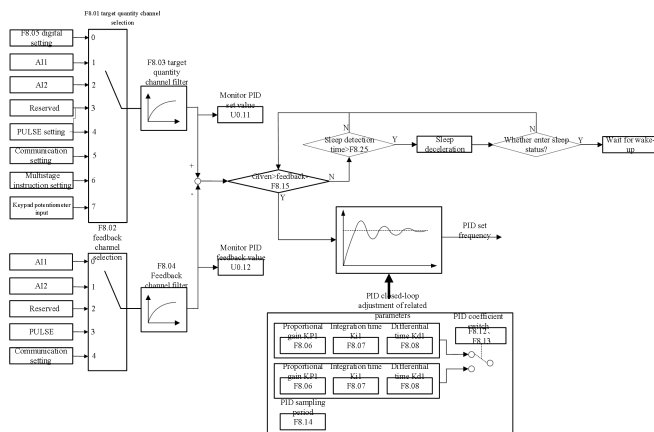 F8.01 target quantity channel
selection
F8.05 digital
setting
0
AI1
1
AI2
2
Reserved
3
PULSE setting
4
Communication
setting
5
Multistage
instruction setting
6
Keypad potentiometer
input
7
F8.03 target
quantity
channel filter
Monitor PID
set value
U0.11
+
-
F8.02
feedback
channel
selection
AI1
0
AI2
1
Reserved
2
PULSE
3
Communication
setting
4
F8.04
Feedback
channel filter
Monitor PID
feedback value
U0.12
Given>feedback-
F8.15
N
Y
Sleep detection
time>F8.25
N
Y
Sleep
deceleration
Whether enter sleep
status?
N
Y
Wait for wake-
up
PID set
frequency
PID closed-loop
adjustment of related
parameters
Proportional
gain KP1
F8.06
Integration time
Ki1
F8.07
Differential
time Kd1
F8.08
PID coefficient
switch
F8.12、
F8.13
Proportional
gain KP1
F8.06
Integration time
Ki1
F8.07
Differential
time Kd1
F8.08
PID sampling
period
F8.14